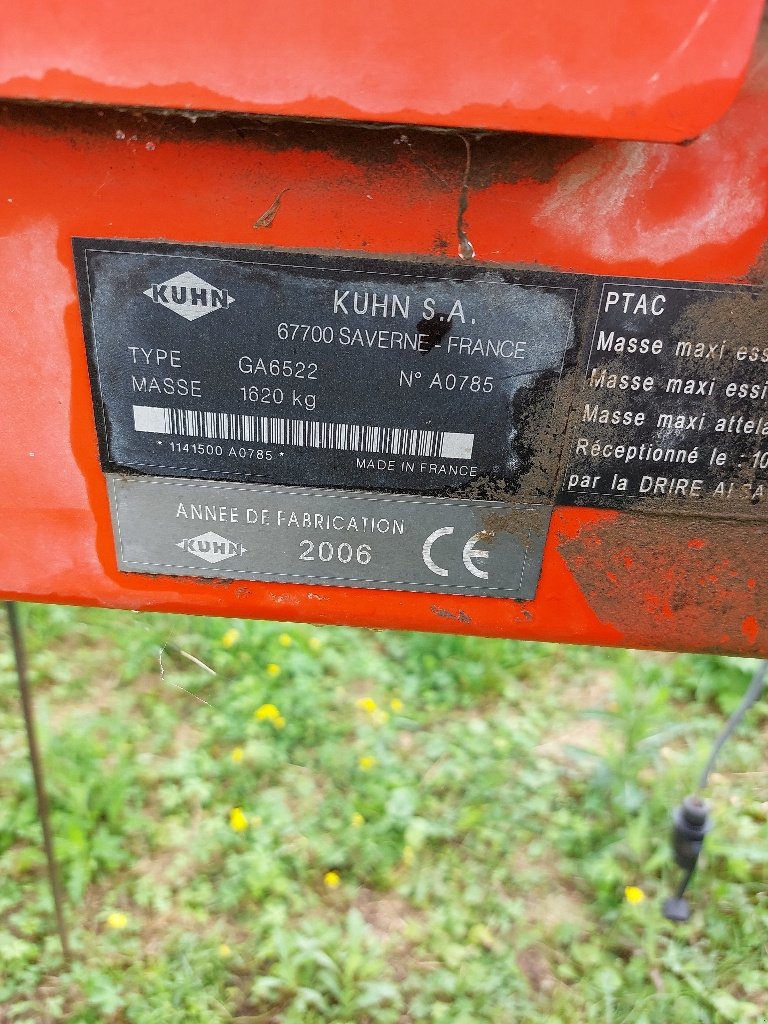 KUHN
KUHN S.A.
67700 SAVERNE - FRANCE
TYPE GA6522 N° A0785
MASSE 1620 kg
* 1141500 A0785 *
MADE IN FRANCE
ANNEE DE FABRICATION
KUHN 2006 CE
PTAC
Masse maxi
Masse maxi
Masse maxi
Réceptionné le :
par la DRIRE